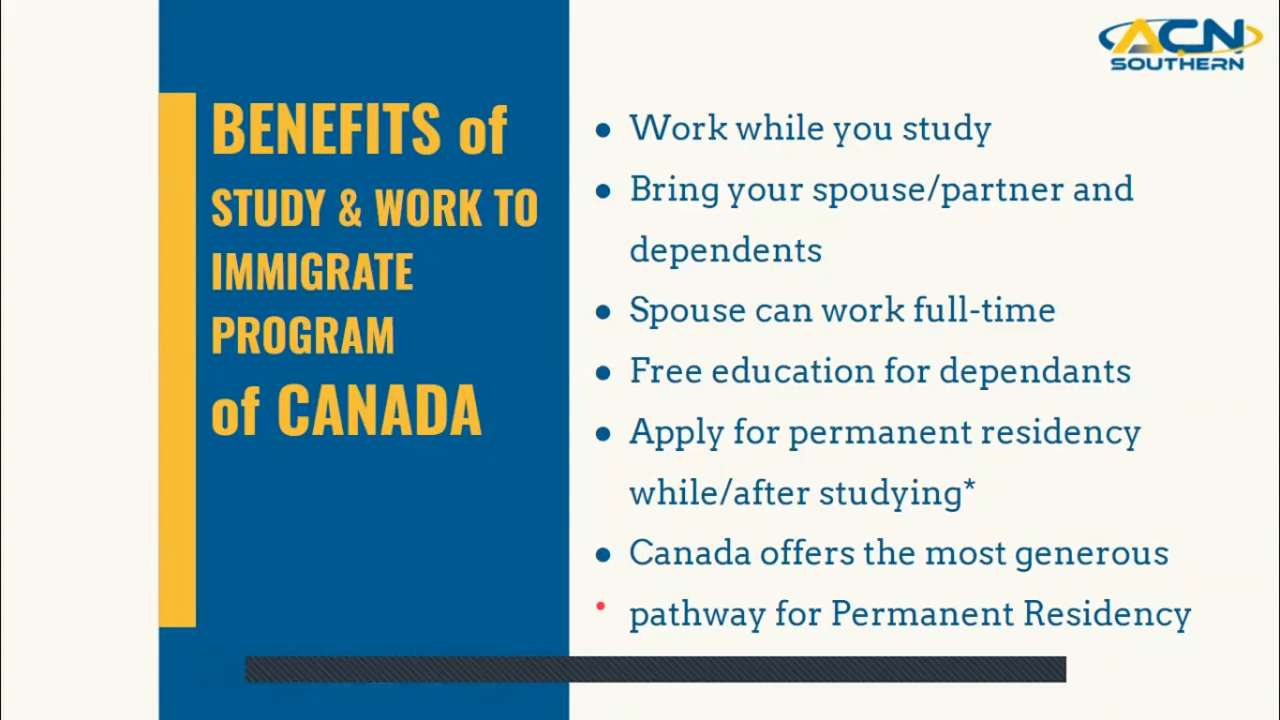 ACN
SOUTHERN
BENEFITS of
STUDY & WORK TO
IMMIGRATE
PROGRAM
of CANADA
● Work while you study
● Bring your spouse/partner and
dependents
● Spouse can work full-time
● Free education for dependants
● Apply for permanent residency
while/after studying*
● Canada offers the most generous
pathway for Permanent Residency